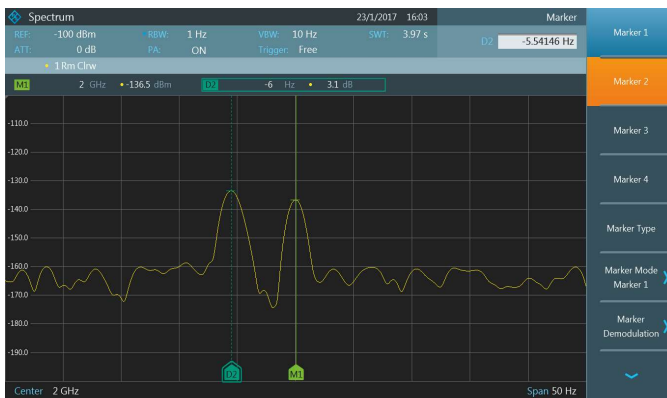 Spectrum 23/1/2017 16:03 Marker
REF: -100 dBm RBW: 1 Hz VBW: 10 Hz SWT: 3.97 s D2 -5.54146 Hz
ATT: 0 dB PA: ON Trigger: Free
1 Rm Clrw
M1 2 GHz -136.5 dBm D2 -6 Hz 3.1 dB
-110.0
-120.0
-130.0
-140.0
-150.0
-160.0
-170.0
-180.0
-190.0
D2 M1
Center 2 GHz Span 50 Hz
Marker 1
Marker 2
Marker 3
Marker 4
Marker Type
Marker Mode
Marker 1
Marker
Demodulation